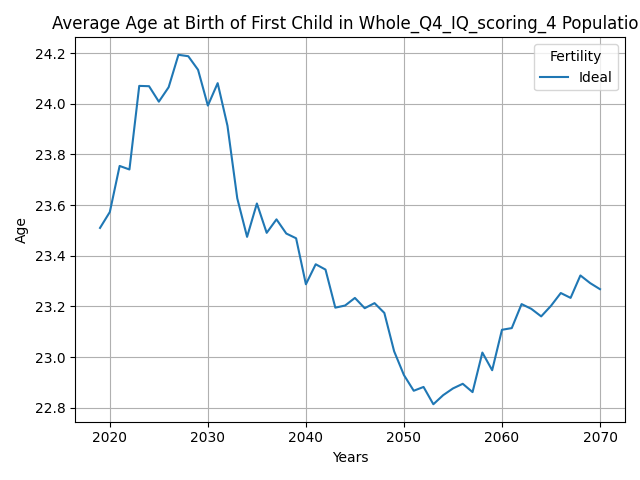 Average Age at Birth of First Child in Whole_Q4_IQ_scoring_4 Populatio
Fertility
Ideal
24.2
24.0
23.8
23.6
23.4
23.2
23.0
22.8
Age
2020 2030 2040 2050 2060 2070
Years